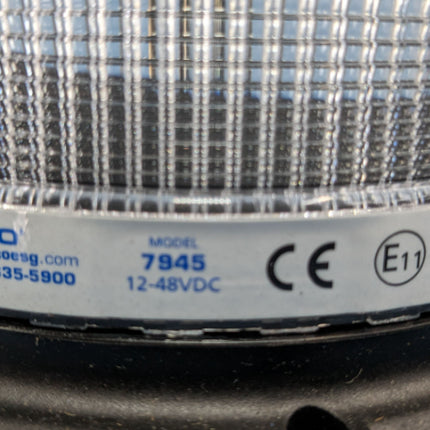 O
oesg.com
335-5900
MODEL
7945
12-48VDC
CE
E11